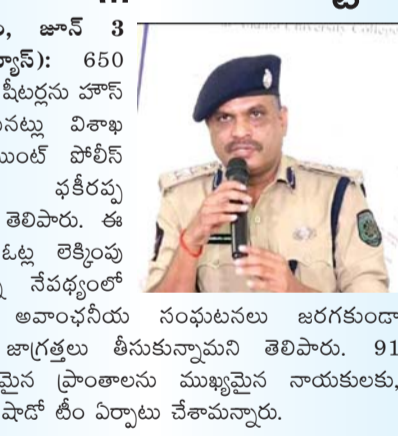 జూన్ 3
650
షీటర్లను హౌస్
విశాఖ
పోలీస్
ఫకీరప్ప
తెలిపారు. ఈ
ఓట్ల లెక్కింపు
నేపథ్యంలో
అవాంఛనీయ సంఘటనలు జరగకుండా
జాగ్రత్తలు తీసుకున్నామని తెలిపారు. 91
ప్రాంతాలను ముఖ్యమైన నాయకులకు,
షాడో టీం ఏర్పాటు చేశామన్నారు.